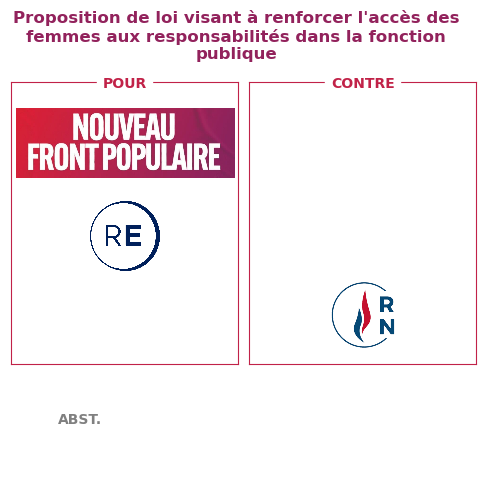 Proposition de loi visant à renforcer l'accès des
femmes aux responsabilités dans la fonction
publique
POUR
CONTRE
NOUVEAU
FRONT POPULAIRE
RE
R
N
ABST.